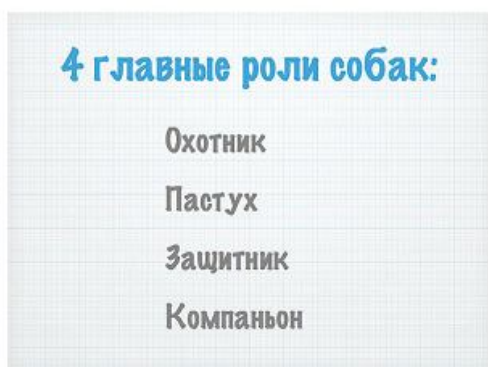 4 главные роли собак:
Охотник
Пастух
Защитник
Компаньон